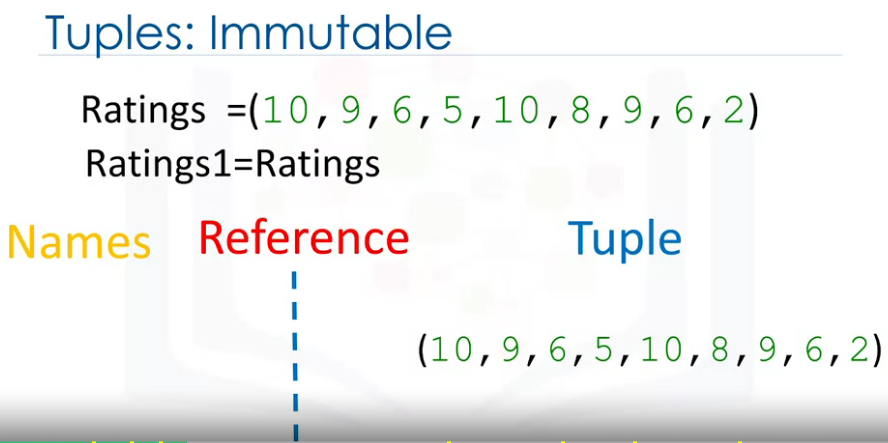 Tuples: Immutable
Ratings =(10,9,6,5,10,8,9,6,2)
Ratings1=Ratings
Names Reference Tuple
(10,9,6,5,10,8,9,6,2)